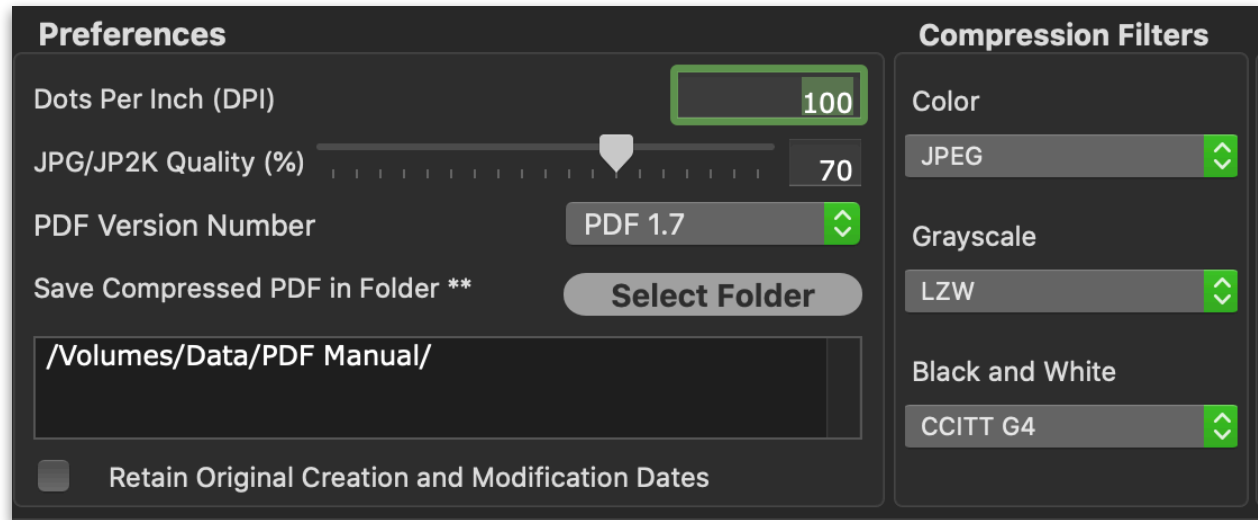 Preferences
Dots Per Inch (DPI)
100
JPG/JP2K Quality (%)
70
PDF Version Number
PDF 1.7
Save Compressed PDF in Folder **
Select Folder
/Volumes/Data/PDF Manual/
Retain Original Creation and Modification Dates
Compression Filters
Color
JPEG
Grayscale
LZW
Black and White
CCITT G4